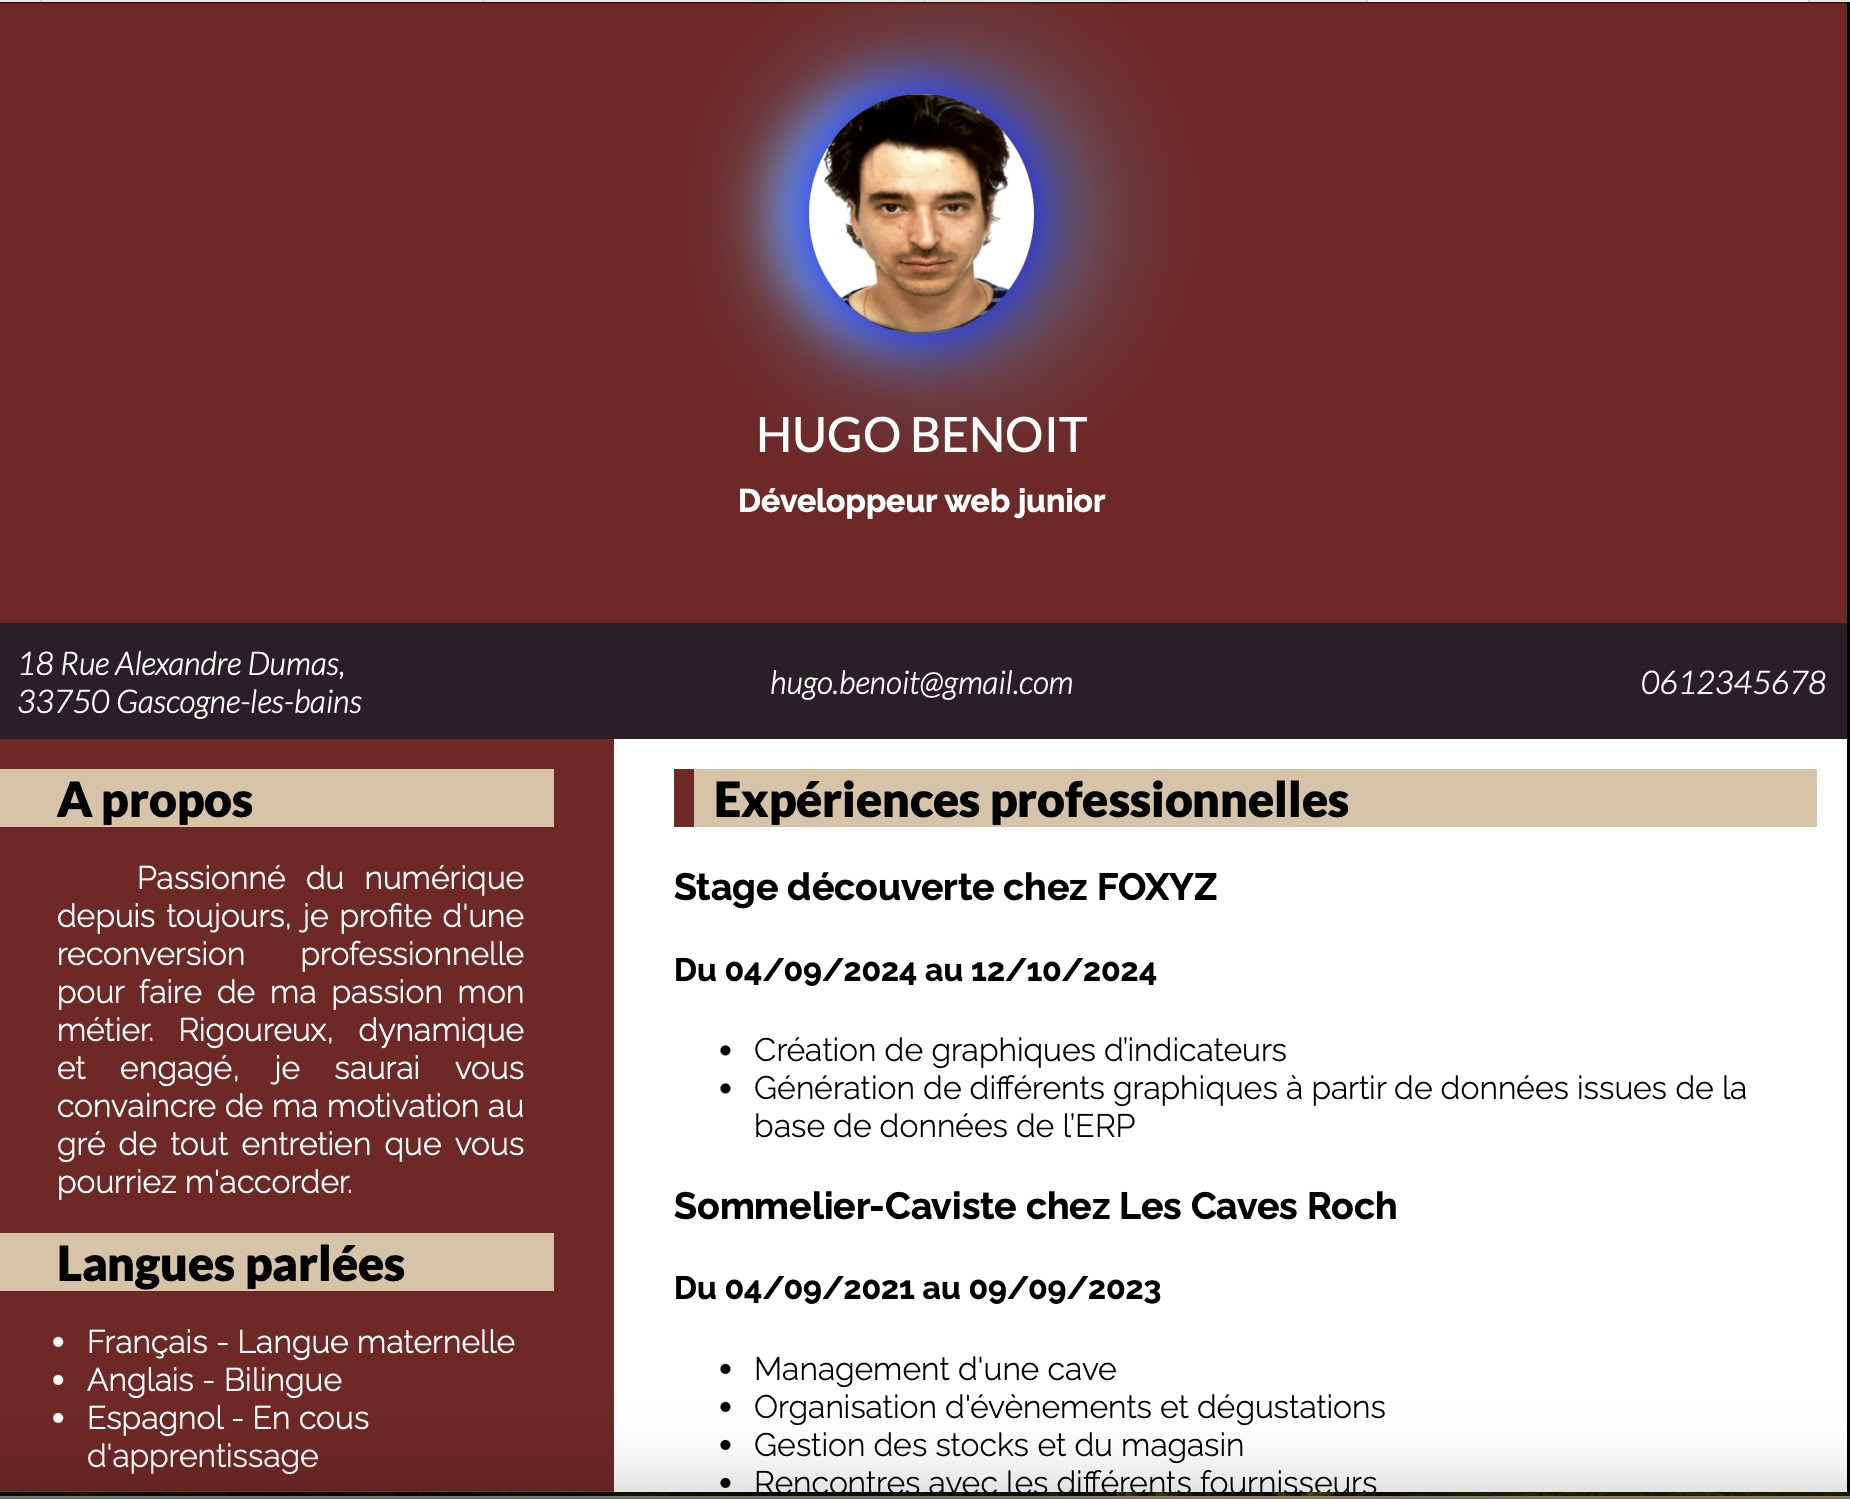 HUGO BENOIT
Développeur web junior
18 Rue Alexandre Dumas,
33750 Gascogne-les-bains
hugo.benoit@gmail.com
0612345678
A propos
Passionné du numérique
depuis toujours, je profite d'une
reconversion professionnelle
pour faire de ma passion mon
métier. Rigoureux, dynamique
et engagé, je saurai vous
convaincre de ma motivation au
gré de tout entretien que vous
pourriez m'accorder.
Langues parlées
• Français - Langue maternelle
• Anglais - Bilingue
• Espagnol - En cous
d'apprentissage
Expériences professionnelles
Stage découverte chez FOXYZ
Du 04/09/2024 au 12/10/2024
• Création de graphiques d’indicateurs
• Génération de différents graphiques à partir de données issues de la
base de données de l’ERP
Sommelier-Caviste chez Les Caves Roch
Du 04/09/2021 au 09/09/2023
• Management d'une cave
• Organisation d'évènements et dégustations
• Gestion des stocks et du magasin
• Rencontres avec les différents fournisseurs